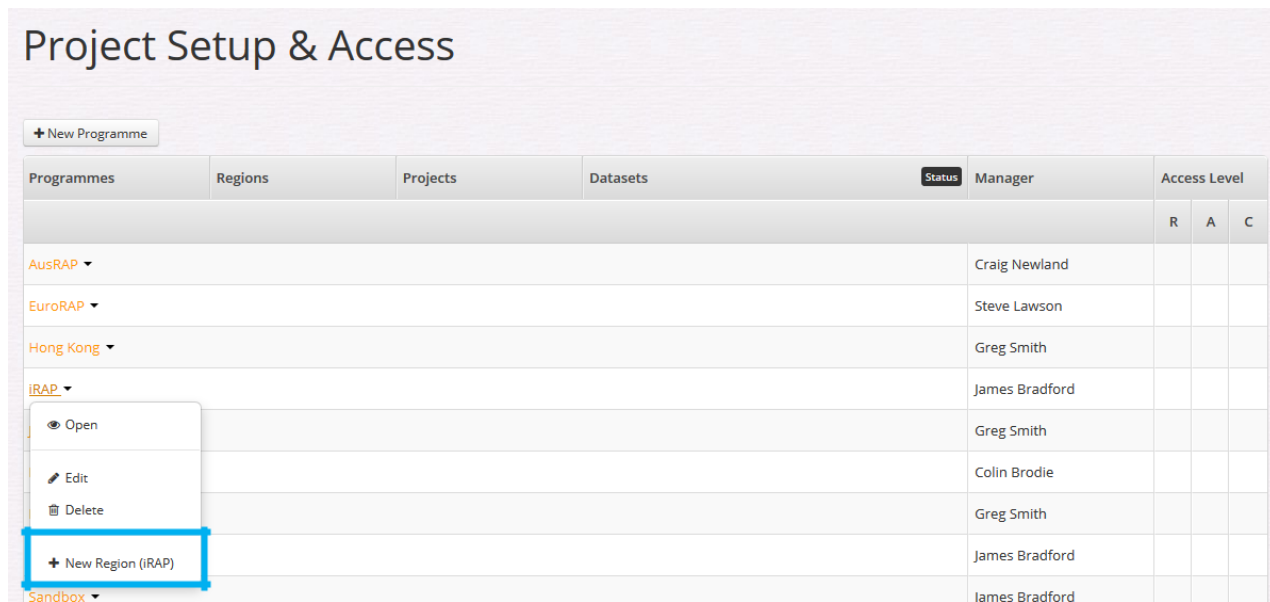 Project Setup & Access
+ New Programme
Programmes Regions Projects Datasets Status Manager Access Level
R A C
AusRAP Craig Newland
EuroRAP Steve Lawson
Hong Kong Greg Smith
iRAP James Bradford
Open
Greg Smith
Edit
Colin Brodie
Delete
Greg Smith
+ New Region (iRAP)
James Bradford
Sandbox James Bradford